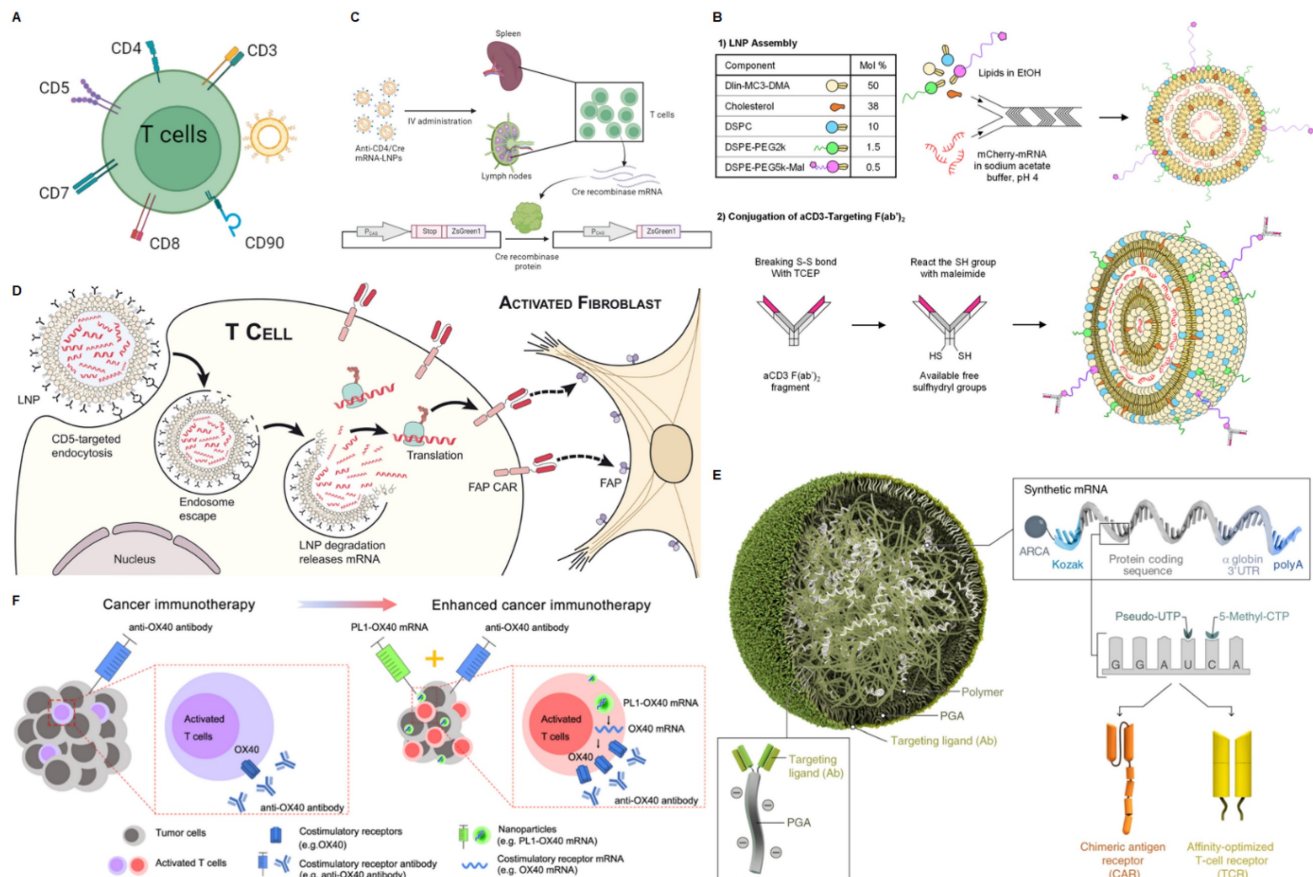 A
CD4
CD3
CD5
T cells
CD7
CD8
CD90
C
Spleen
IV administration
Anti-CD4/Cre
mRNA-LNPs
T cells
Lymph nodes
Cre recombinase mRNA
Stop
ZsGreen1
ZsGreen1
Cre recombinase
protein
B
1) LNP Assembly
Component Mol %
Dlin-MC3-DMA 50
Cholesterol 38
DSPC 10
DSPE-PEG2k 1.5
DSPE-PEG5k-Mal 0.5
Lipids in EtOH
mCherry-mRNA
in sodium acetate
buffer, pH 4
2) Conjugation of aCD3-Targeting F(ab')₂
Breaking S-S bond
With TCEP
React the SH group
with maleimide
HS SH
aCD3 F(ab')₂
fragment
Available free
sulfhydryl groups
D
ACTIVATED FIBROBLAST
T CELL
LNP
CD5-targeted
endocytosis
Endosome
escape
LNP degradation
releases mRNA
Translation
FAP CAR
FAP
Nucleus
E
Synthetic mRNA
ARCA
Kozak
Protein coding
sequence
α globin
3'UTR
polyA
Pseudo-UTP
5-Methyl-CTP
G G A U C A
Polymer
PGA
Targeting ligand (Ab)
Targeting
ligand (Ab)
PGA
Chimeric antigen
receptor
(CAR)
Affinity-optimized
T-cell receptor
(TCR)
F
Cancer immunotherapy
Enhanced cancer immunotherapy
anti-OX40 antibody
PL1-OX40 mRNA
anti-OX40 antibody
Activated
T cells
OX40
anti-OX40 antibody
Activated
T cells
PL1-OX40 mRNA
OX40 mRNA
OX40
anti-OX40 antibody
Tumor cells
Activated T cells
Costimulatory receptors
(e.g.OX40)
Costimulatory receptor antibody
(e.g. anti-OX40 antibody)
Nanoparticles
(e.g. PL1-OX40 mRNA)
Costimulatory receptor mRNA
(e.g. OX40 mRNA)